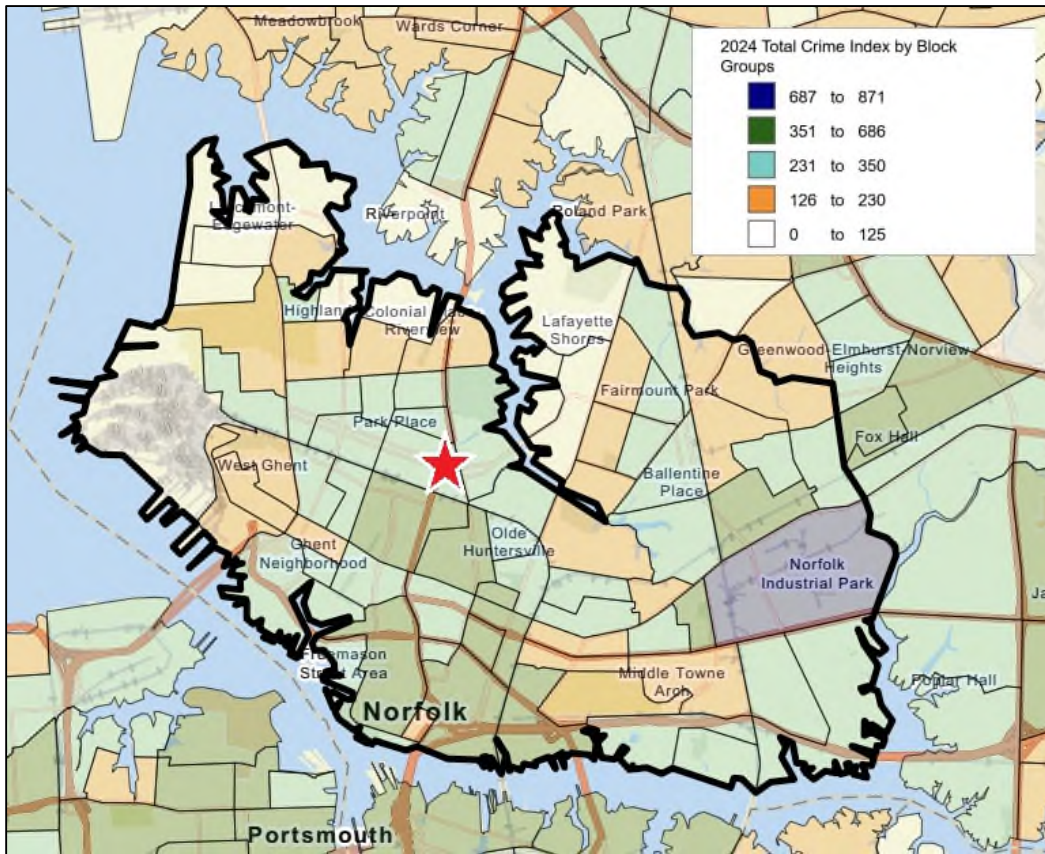 Meadowbrook
Wards Corner
2024 Total Crime Index by Block
Groups
687 to 871
351 to 686
231 to 350
126 to 230
0 to 125
Edgewater
Riverpoint
Roland Park
Highland
Colonial
Riverview
Lafayette
Shores
Greenwood-Elmhurst-Norview
Heights
Fairmount Park
Park Place
Fox Hall
West Ghent
Ballentine
Place
Olde
Huntersville
Ghent
Neighborhood
Norfolk
Industrial Park
Freemason
Street Area
Middle Towne
Arch
Poplar Hall
Norfolk
Portsmouth